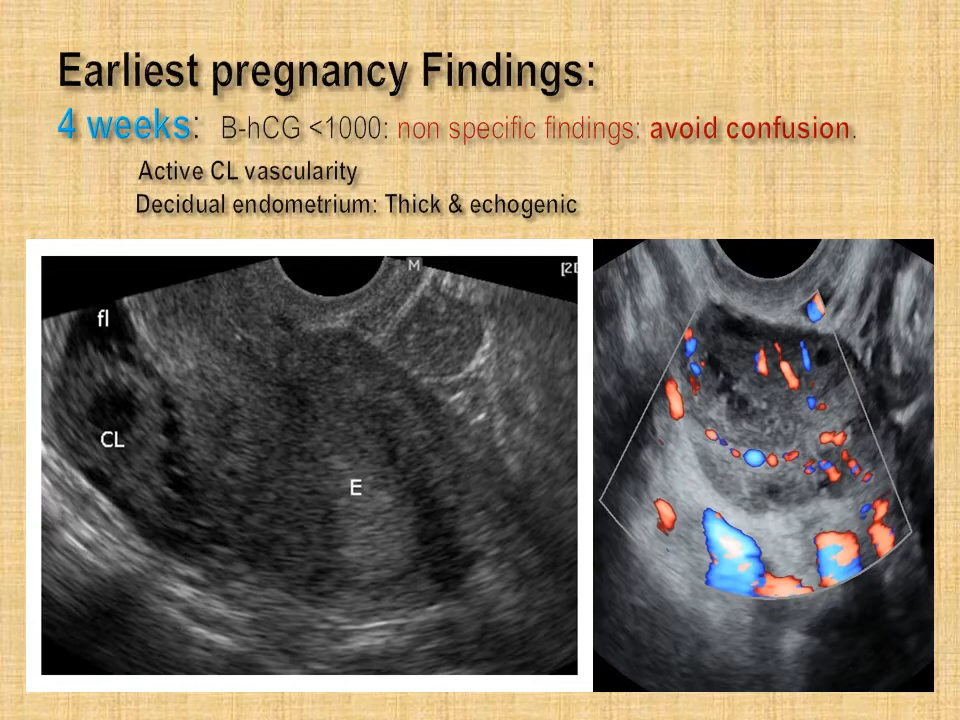 Earliest pregnancy Findings:
4 weeks: B-hCG <1000: non specific findings: avoid confusion.
Active CL vascularity
Decidual endometrium: Thick & echogenic
M
[2D
fl
CL
E